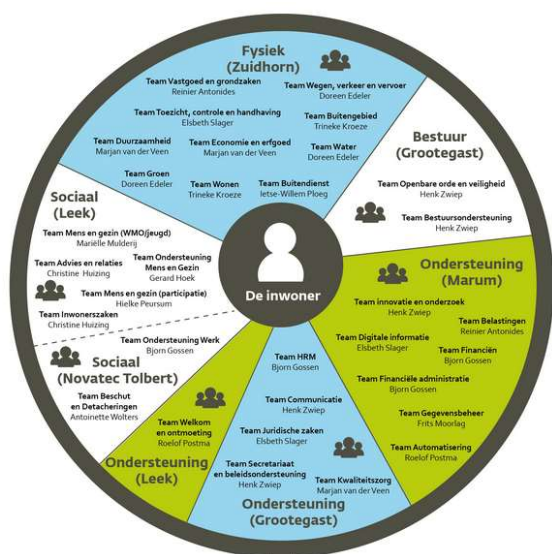 Fysiek
(Zuidhorn)
Team Vastgoed en grondzaken
Reinier Antonides
Team Wegen, verkeer en vervoer
Doreen Edeler
Team Toezicht, controle en handhaving
Elsbeth Slager
Team Buitengebied
Trineke Kroeze
Team Duurzaamheid
Marjan van der Veen
Team Economie en erfgoed
Marjan van der Veen
Team Water
Doreen Edeler
Team Groen
Doreen Edeler
Team Wonen
Trineke Kroeze
Team Buitendienst
Ietse-Willem Ploeg
Bestuur
(Grootegast)
Team Openbare orde en veiligheid
Henk Zwiep
Team Bestuursondersteuning
Henk Zwiep
Ondersteuning
(Marum)
Team innovatie en onderzoek
Henk Zwiep
Team Belastingen
Reinier Antonides
Team Digitale informatie
Elsbeth Slager
Team Financiën
Bjorn Gossen
Team Financiële administratie
Bjorn Gossen
Team Gegevensbeheer
Frits Moorlag
Team Automatisering
Roelof Postma
Team HRM
Bjorn Gossen
Team Communicatie
Henk Zwiep
Team Juridische zaken
Elsbeth Slager
Team Secretariaat
en beleidsondersteuning
Henk Zwiep
Team Kwaliteitszorg
Marjan van der Veen
Ondersteuning
(Grootegast)
Team Welkom
en ontmoeting
Roelof Postma
Ondersteuning
(Leek)
Team Ondersteuning Werk
Bjorn Gossen
Sociaal
(Novatec Tolbert)
Team Beschut
en Detacheringen
Antoinette Wolters
Sociaal
(Leek)
Team Mens en gezin (WMO/jeugd)
Mariëlle Mulderij
Team Advies en relaties
Christine Huizing
Team Ondersteuning
Mens en Gezin
Gerard Hoek
Team Mens en gezin (participatie)
Hielke Peursum
Team Inwonerszaken
Christine Huizing
De inwoner